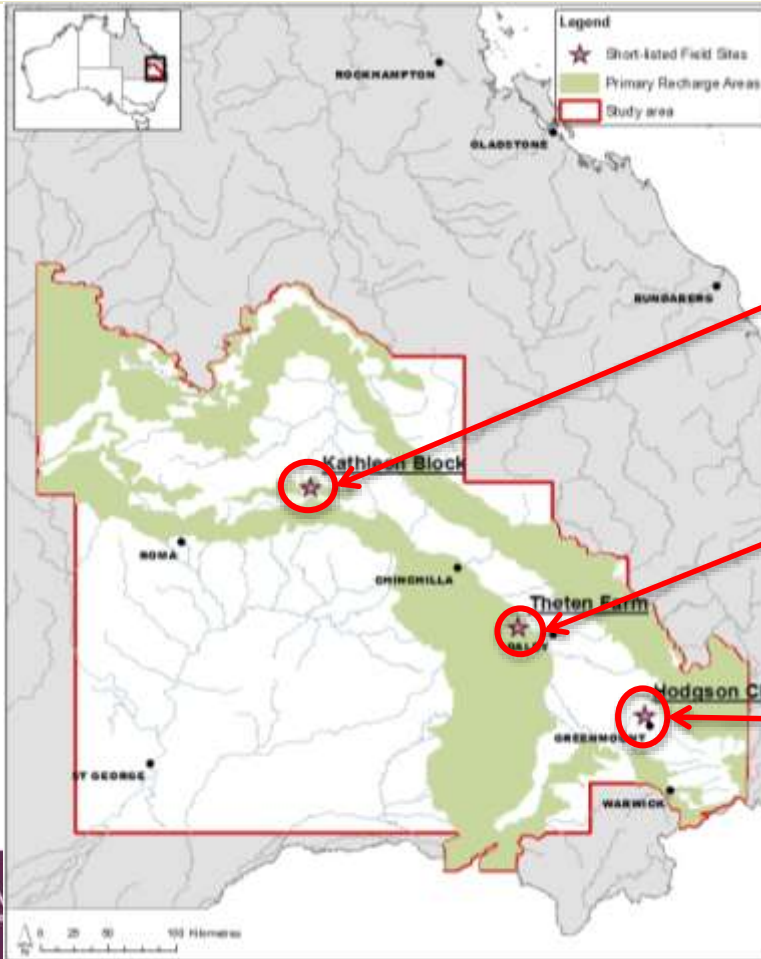 Legend
Short-listed Field Sites
Primary Recharge Areas
Study area
ROCKHAMPTON
GLADSTONE
BUNDABERG
Kathleen Block
ROMA
CHINCHILLA
Theten Farm
DALBY
Hodgson C
GREENMOUNT
ST GEORGE
WARWICK
N
0 25 50 100 Kilometres